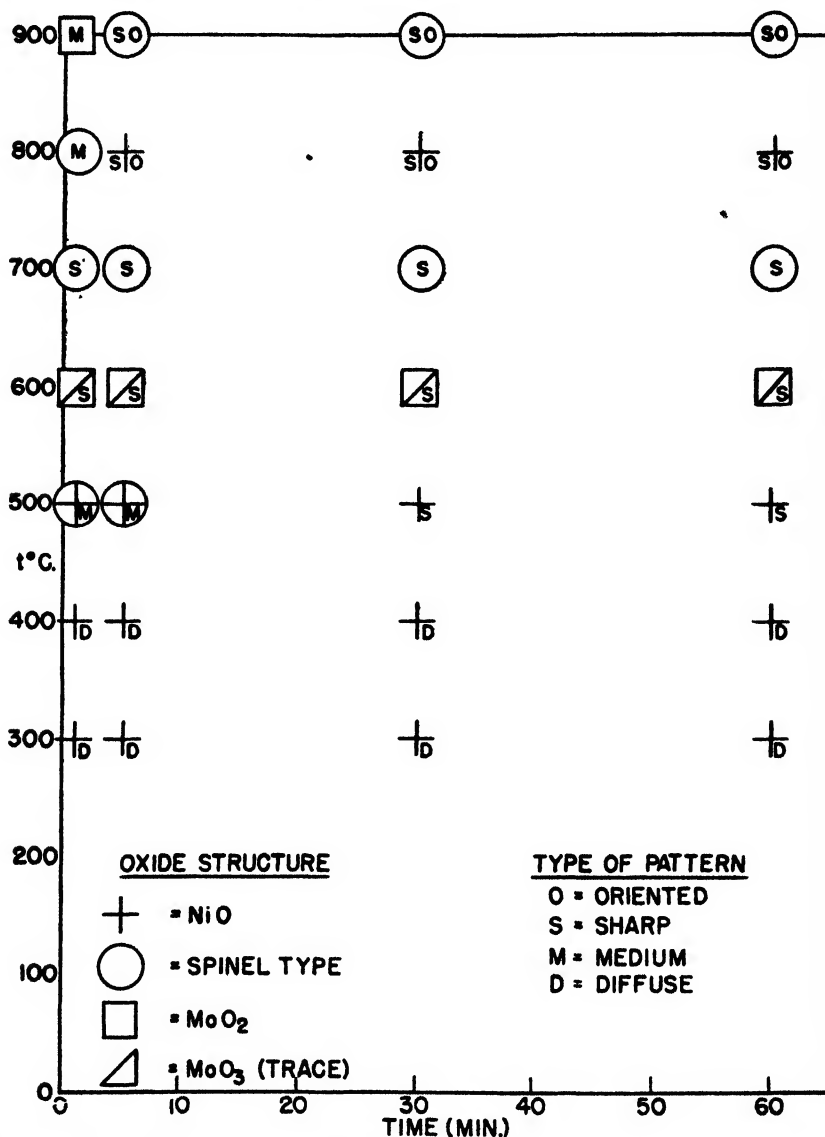 900 M SO SO SO
800 M S O S O S O
700 S S S S
600 S S S S
500 M M S S
t°C.
400 D D D D
300 D D D D
200
OXIDE STRUCTURE
= NiO
= SPINEL TYPE
= MoO₂
= MoO₃ (TRACE)
TYPE OF PATTERN
O = ORIENTED
S = SHARP
M = MEDIUM
D = DIFFUSE
100
0
0 10 20 30 40 50 60
TIME (MIN.)